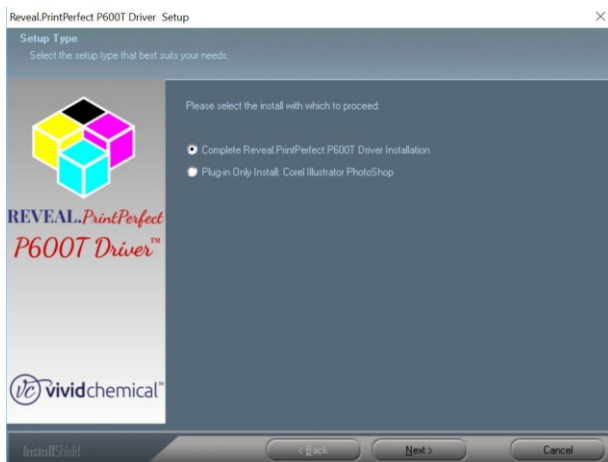 Reveal.PrintPerfect P600T Driver Setup
Setup Type
Select the setup type that best suits your needs.
Please select the install with which to proceed:
Complete Reveal.PrintPerfect P600T Driver Installation
Plug-in Only Install: Corel Illustrator PhotoShop
REVEAL.PrintPerfect
P600T Driver™
vc vividchemical™
InstallShield
< Back
Next >
Cancel